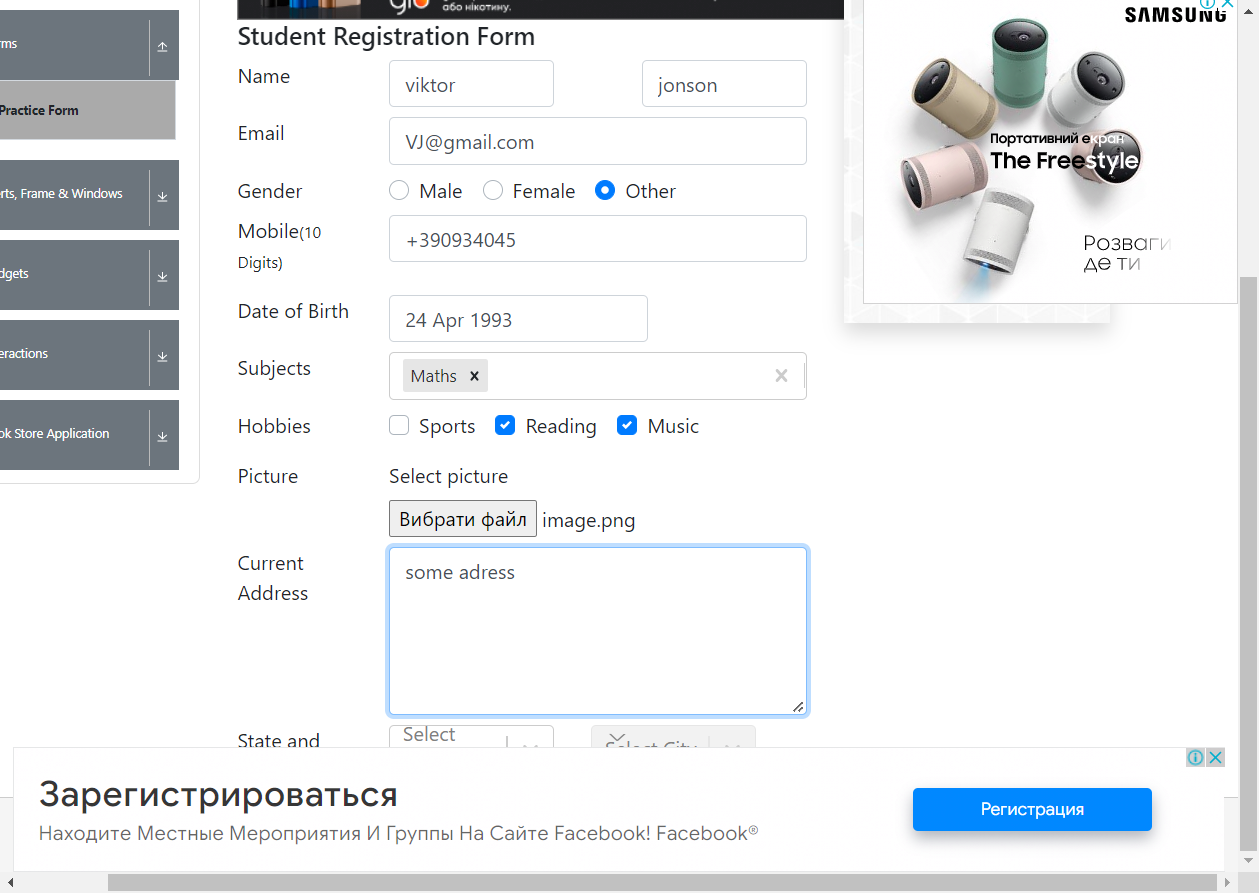 glo
або нікотину.
SAMSUNG
Student Registration Form
rms
Name
viktor
jonson
Practice Form
Email
VJ@gmail.com
Портативний екран
The Freestyle
erts, Frame & Windows
Gender
Male
Female
Other
Mobile(10
Digits)
+390934045
Розваги
де ти
dgets
Date of Birth
24 Apr 1993
eractions
Subjects
Maths
Hobbies
Sports
Reading
Music
ok Store Application
Picture
Select picture
Вибрати файл
image.png
Current
Address
some adress
State and
Select
Select City
Зарегистрироваться
Находите Местные Мероприятия И Группы На Сайте Facebook! Facebook®
Регистрация